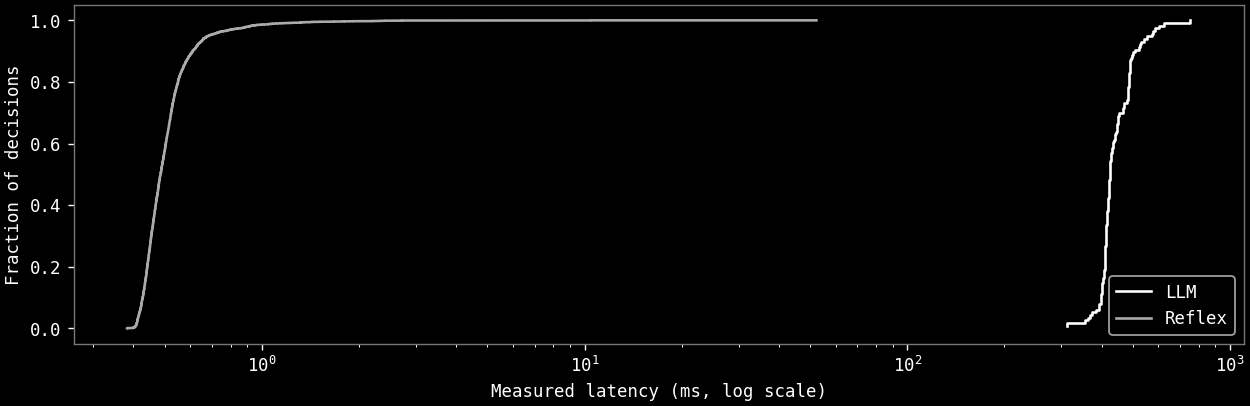 1.0
0.8
0.6
0.4
0.2
0.0
Fraction of decisions
10⁰
10¹
10²
10³
Measured latency (ms, log scale)
LLM
Reflex